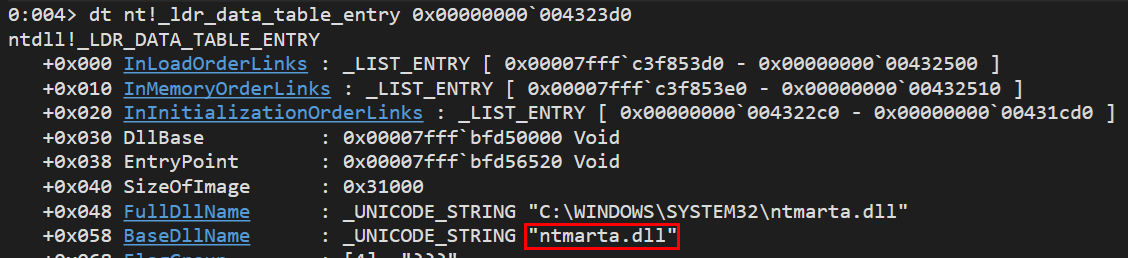 0:004> dt nt!_ldr_data_table_entry 0x00000000`004323d0
ntdll!_LDR_DATA_TABLE_ENTRY
+0x000 InLoadOrderLinks : _LIST_ENTRY [ 0x00007fff`c3f853d0 - 0x00000000`00432500 ]
+0x010 InMemoryOrderLinks : _LIST_ENTRY [ 0x00007fff`c3f853e0 - 0x00000000`00432510 ]
+0x020 InInitializationOrderLinks : _LIST_ENTRY [ 0x00000000`004322c0 - 0x00000000`00431cd0 ]
+0x030 DllBase : 0x00007fff`bfd50000 Void
+0x038 EntryPoint : 0x00007fff`bfd56520 Void
+0x040 SizeOfImage : 0x31000
+0x048 FullDllName : _UNICODE_STRING "C:\WINDOWS\SYSTEM32\ntmarta.dll"
+0x058 BaseDllName : _UNICODE_STRING "ntmarta.dll"